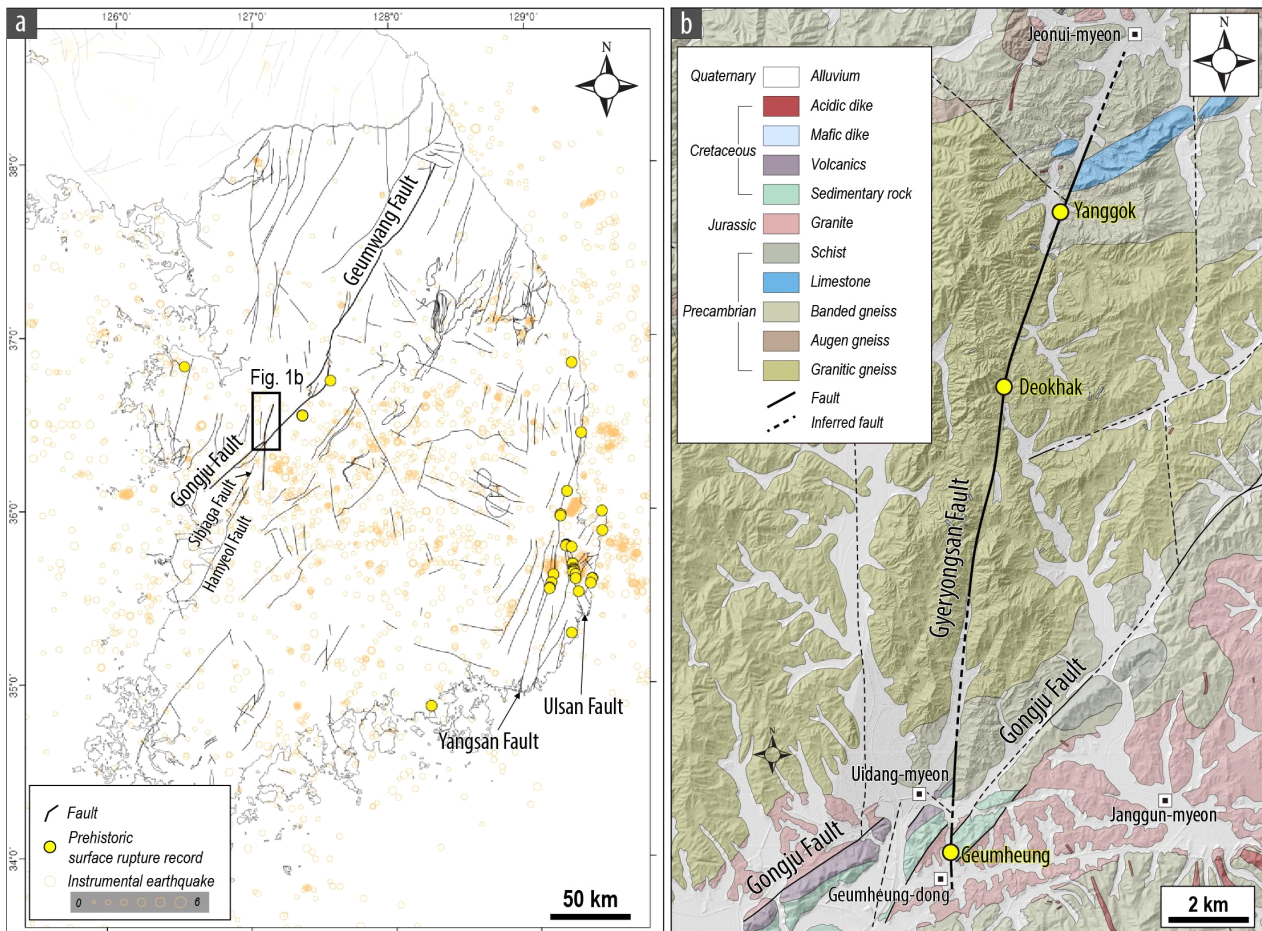 a
126°0'
127°0'
128°0'
129°0'
N
38°0'
37°0'
36°0'
35°0'
34°0'
Geumwang Fault
Fig. 1b
Gongju Fault
Sibjaga Fault
Hamyeol Fault
Ulsan Fault
Yangsan Fault
Fault
Prehistoric
surface rupture record
Instrumental earthquake
0 6
50 km
b
Jeonui-myeon
N
Quaternary Alluvium
Acidic dike
Mafic dike
Cretaceous
Volcanics
Sedimentary rock
Jurassic Granite
Schist
Limestone
Precambrian Banded gneiss
Augen gneiss
Granitic gneiss
Fault
Inferred fault
Yanggok
Deokhak
Gyeryongsan Fault
Gongju Fault
Uidang-myeon
Janggun-myeon
Gongju Fault
Geumheung
Geumheung-dong
2 km